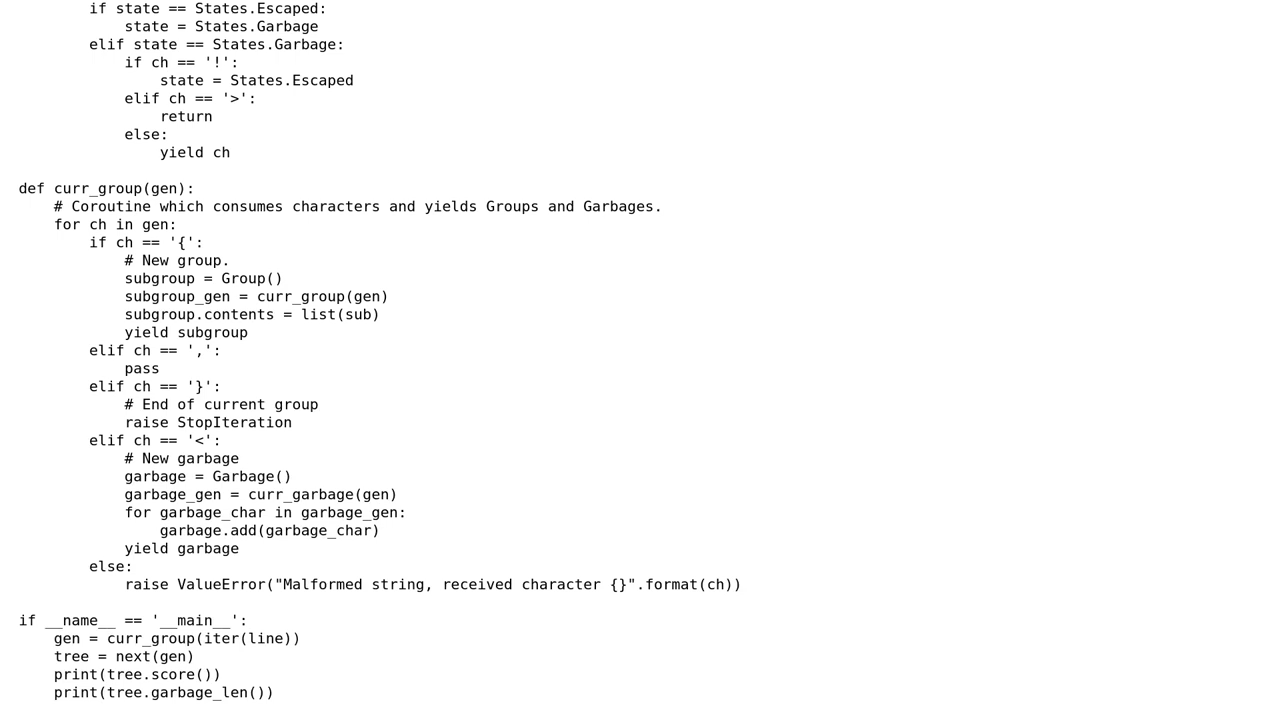 if state == States.Escaped:
            state = States.Garbage
        elif state == States.Garbage:
            if ch == '!':
                state = States.Escaped
            elif ch == '>':
                return
            else:
                yield ch

def curr_group(gen):
    # Coroutine which consumes characters and yields Groups and Garbages.
    for ch in gen:
        if ch == '{':
            # New group.
            subgroup = Group()
            subgroup_gen = curr_group(gen)
            subgroup.contents = list(sub)
            yield subgroup
        elif ch == ',':
            pass
        elif ch == '}':
            # End of current group
            raise StopIteration
        elif ch == '<':
            # New garbage
            garbage = Garbage()
            garbage_gen = curr_garbage(gen)
            for garbage_char in garbage_gen:
                garbage.add(garbage_char)
            yield garbage
        else:
            raise ValueError("Malformed string, received character {}".format(ch))

if __name__ == '__main__':
    gen = curr_group(iter(line))
    tree = next(gen)
    print(tree.score())
    print(tree.garbage_len())